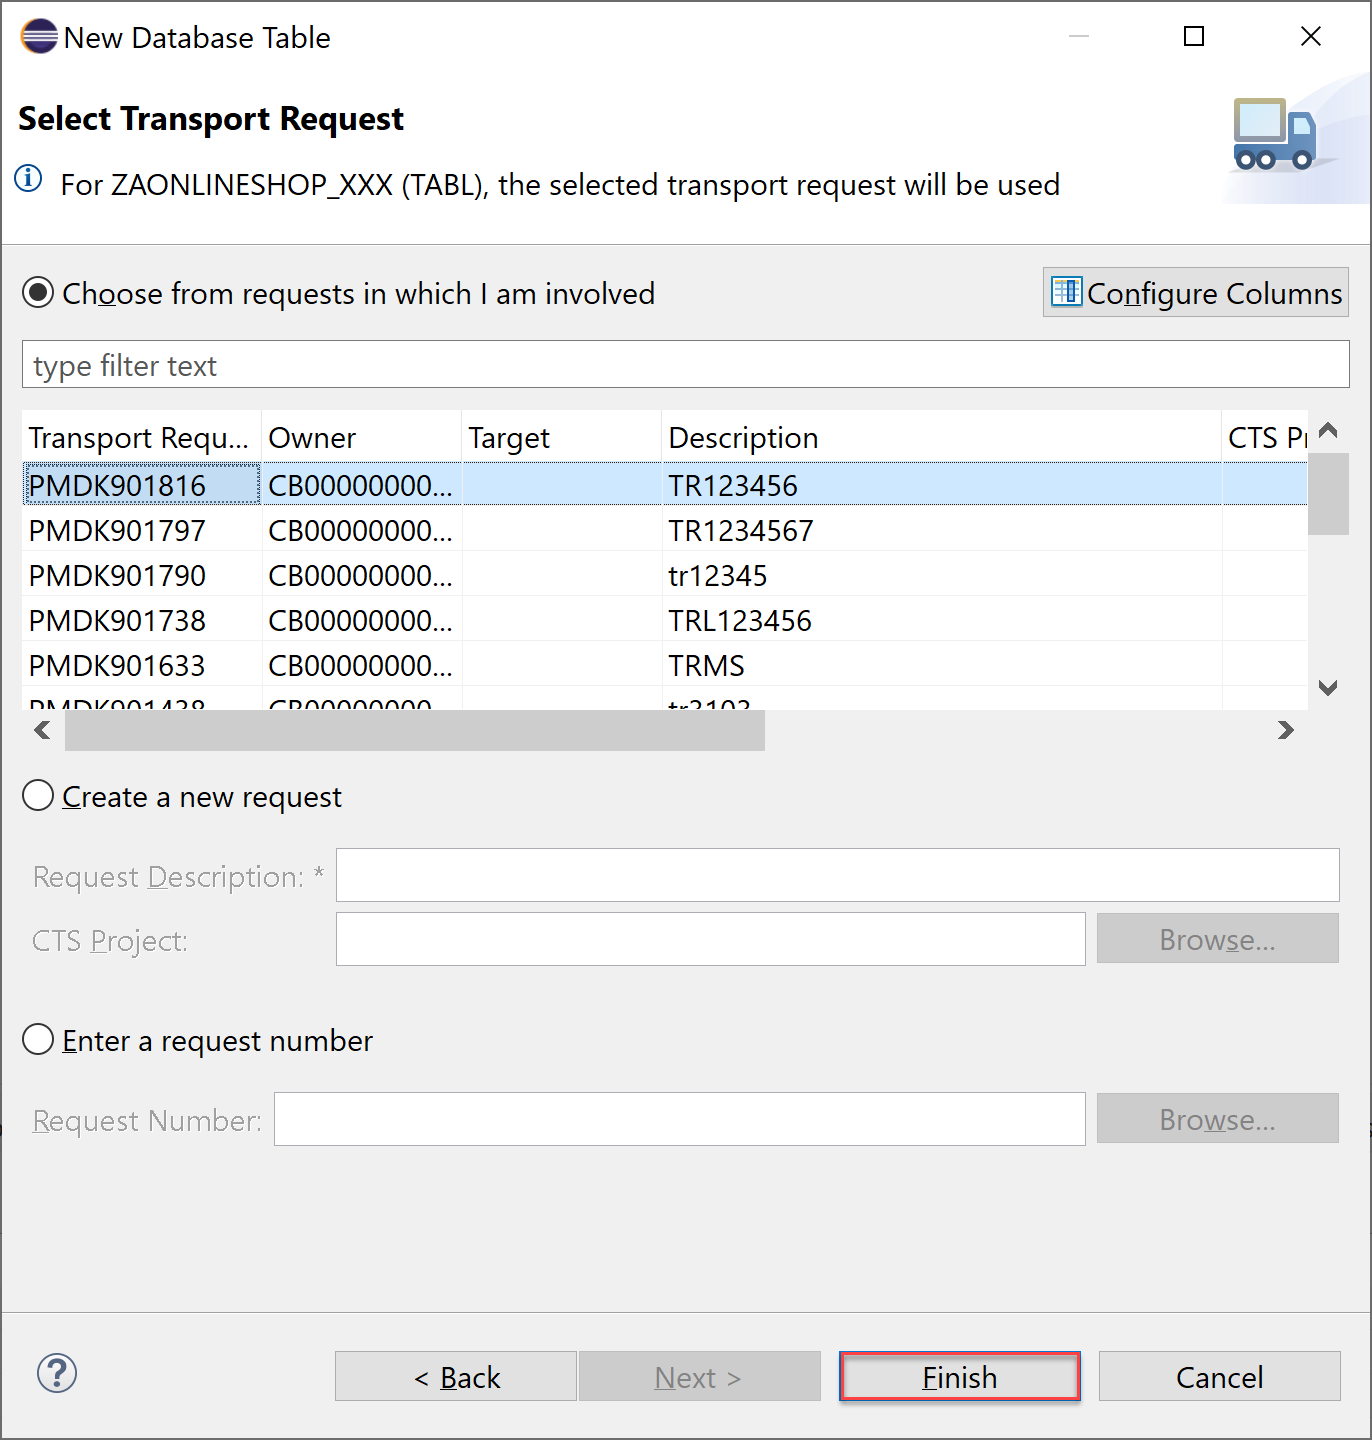 New Database Table
Select Transport Request
For ZAONLINESHOP_XXX (TABL), the selected transport request will be used
Choose from requests in which I am involved
Configure Columns
type filter text
Transport Requ... Owner Target Description CTS
PMDK901816 CB00000000... TR123456
PMDK901797 CB00000000... TR1234567
PMDK901790 CB00000000... tr12345
PMDK901738 CB00000000... TRL123456
PMDK901633 CB00000000... TRMS
Create a new request
Request Description: *
CTS Project:
Browse...
Enter a request number
Request Number:
Browse...
?
< Back
Next >
Finish
Cancel